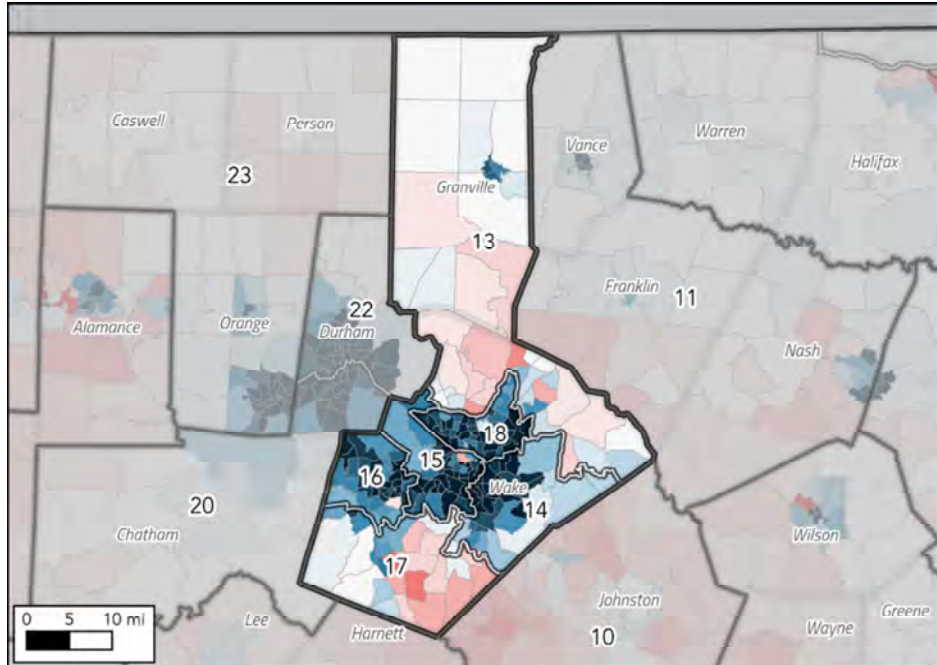 Caswell
Person
Vance
Warren
Halifax
23
Granville
13
Franklin
11
22
Alamance
Orange
Durham
Nash
18
15
16
Wake
14
20
Chatham
Wilson
17
0 5 10 mi
Johnston
Lee
Harnett
10
Wayne
Greene